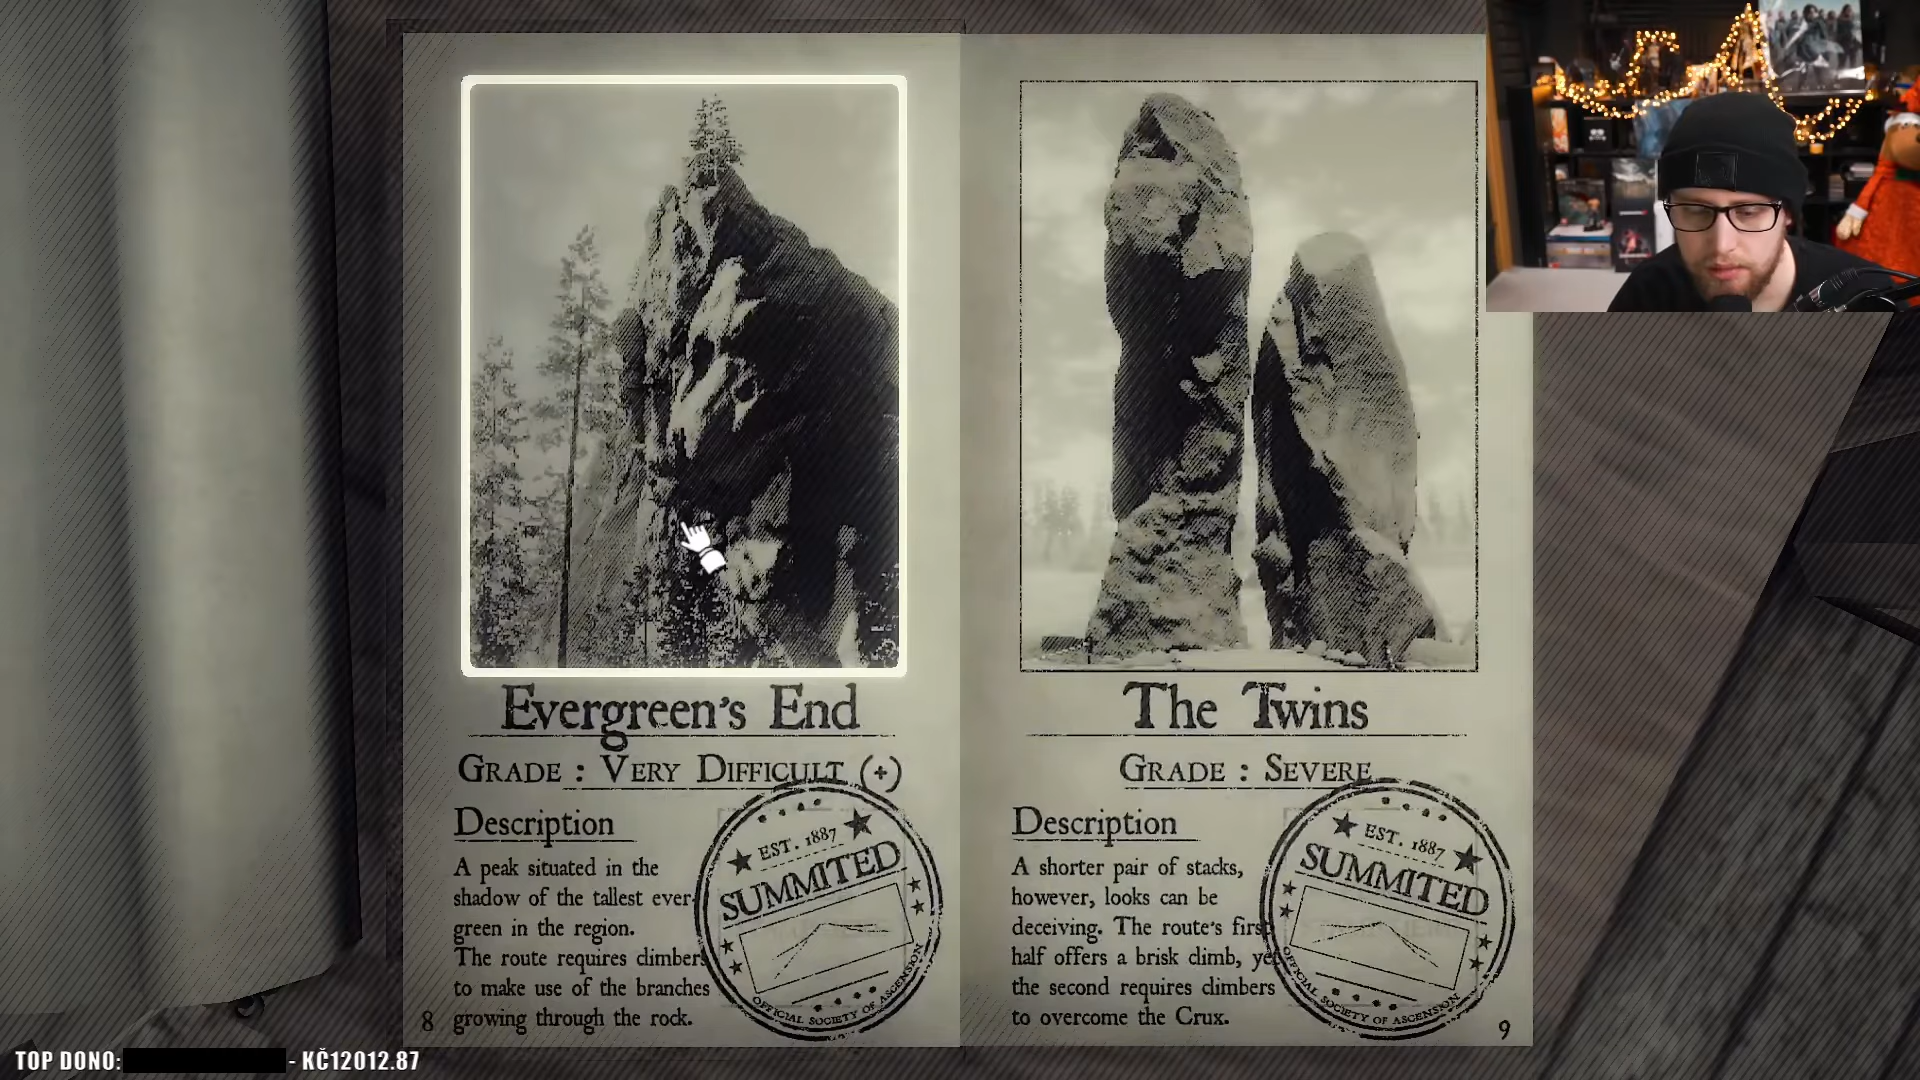 Evergreen's End
Grade : Very Difficult (+)
Description
A peak situated in the
shadow of the tallest ever-
green in the region.
The route requires climbers
to make use of the branches
growing through the rock.
EST. 1887
SUMMITED
OFFICIAL SOCIETY OF ASCENSION
8
The Twins
Grade : Severe
Description
A shorter pair of stacks,
however, looks can be
deceiving. The route's first
half offers a brisk climb, yet
the second requires climbers
to overcome the Crux.
EST. 1887
SUMMITED
OFFICIAL SOCIETY OF ASCENSION
9
TOP DONO: - KČ12012.87